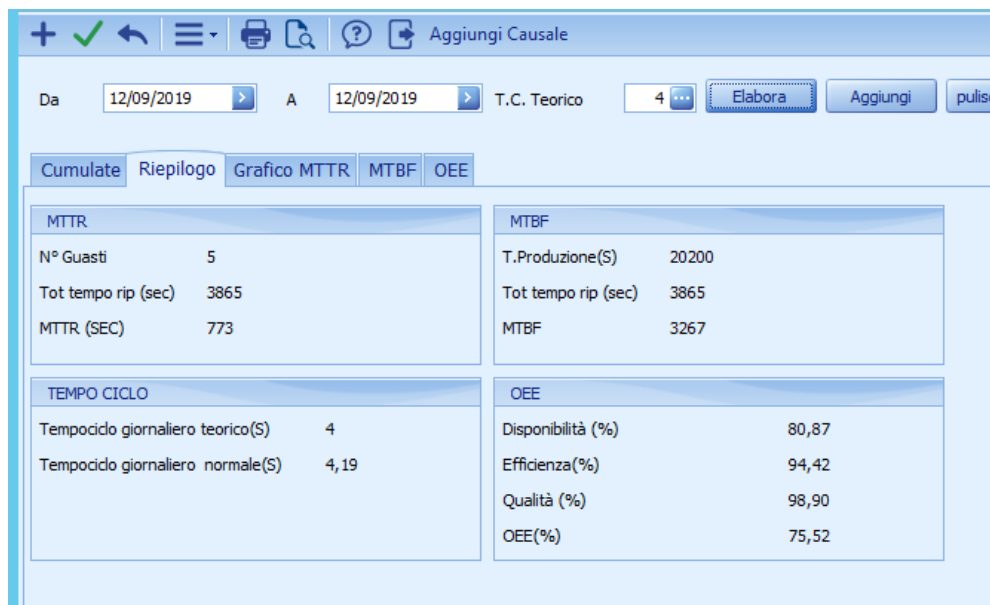 Aggiungi Causale
Da 12/09/2019 A 12/09/2019 T.C. Teorico 4 ... Elabora Aggiungi
Cumulate Riepilogo Grafico MTTR MTBF OEE
MTTR
N° Guasti 5
Tot tempo rip (sec) 3865
MTTR (SEC) 773
MTBF
T.Produzione(S) 20200
Tot tempo rip (sec) 3865
MTBF 3267
TEMPO CICLO
Tempociclo giornaliero teorico(S) 4
Tempociclo giornaliero normale(S) 4,19
OEE
Disponibilità (%) 80,87
Efficienza(%) 94,42
Qualità (%) 98,90
OEE(%) 75,52